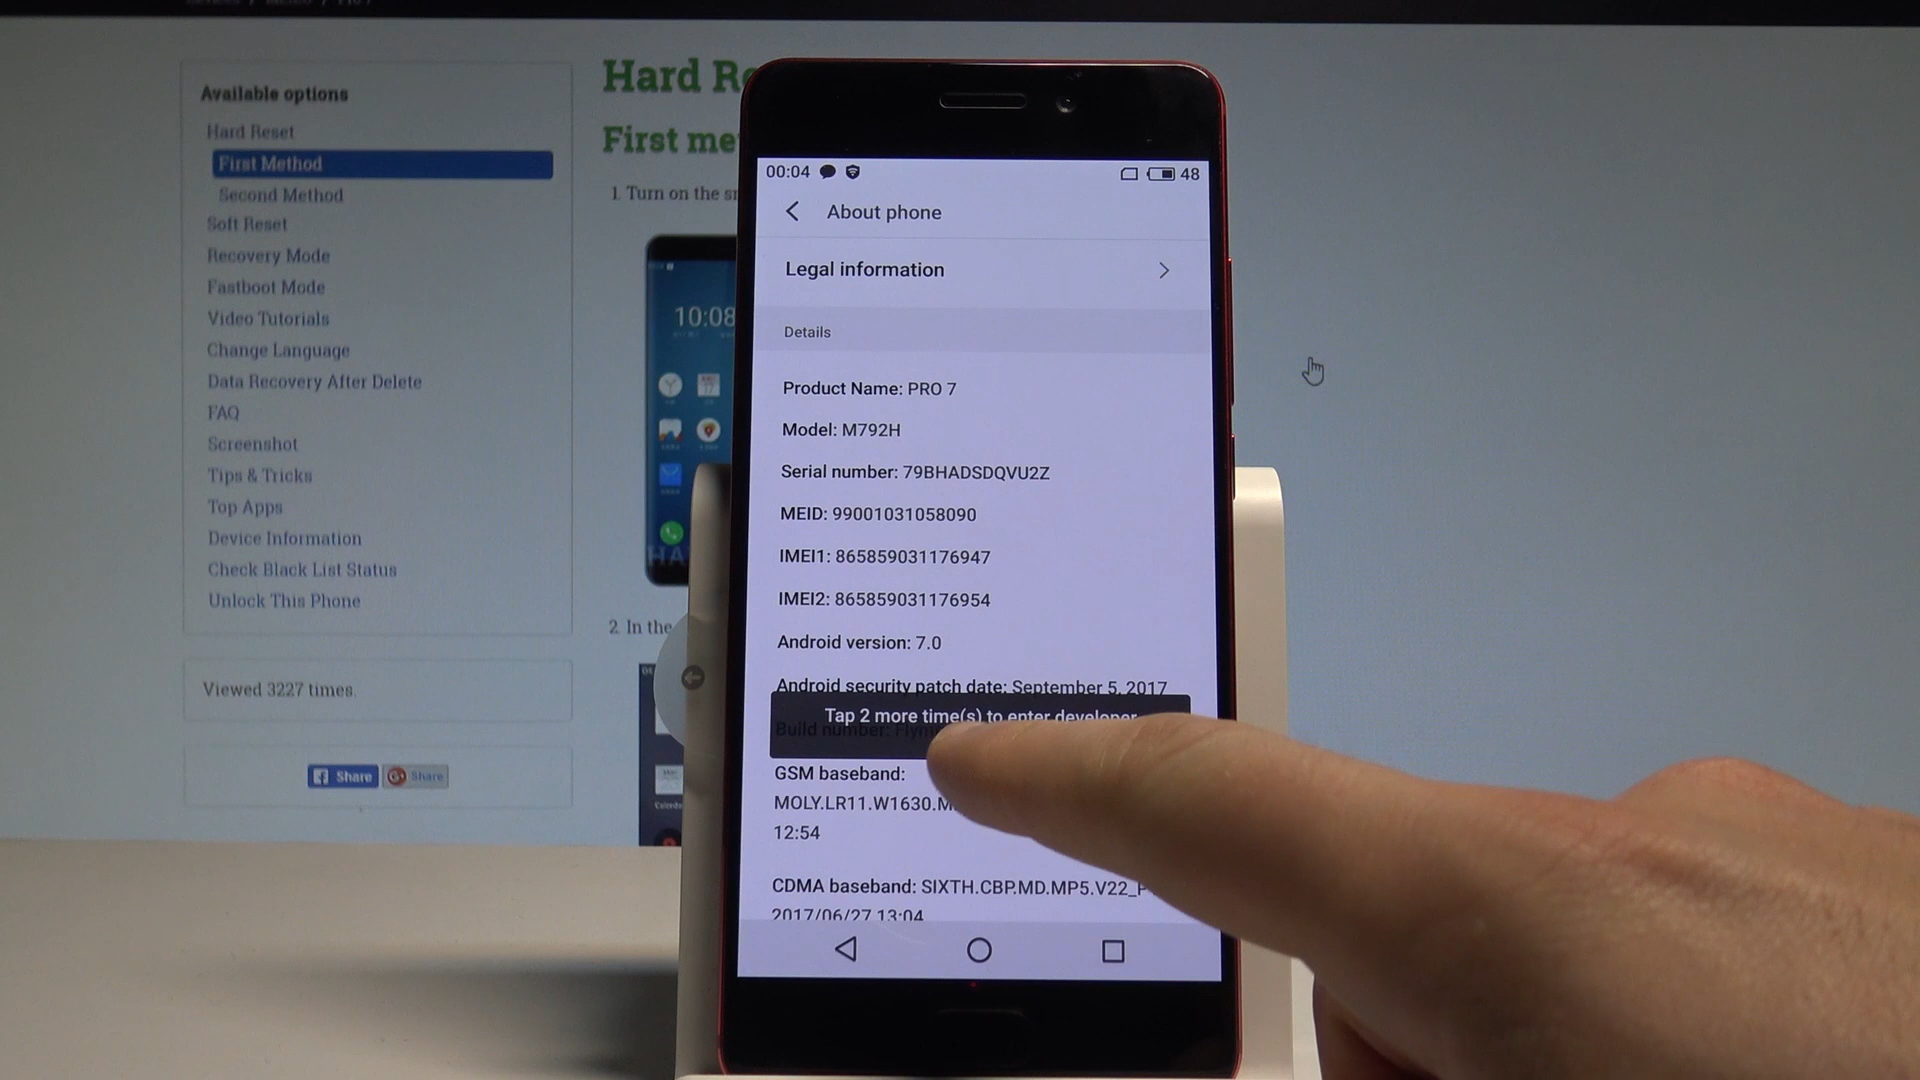 Available options
Hard Reset
First Method
Second Method
Soft Reset
Recovery Mode
Fastboot Mode
Video Tutorials
Change Language
Data Recovery After Delete
FAQ
Screenshot
Tips & Tricks
Top Apps
Device Information
Check Black List Status
Unlock This Phone
Viewed 3227 times.
Share
Share
Hard
First
1. Turn on the
10:08
2. In the
00:04
48
About phone
Legal information
Details
Product Name: PRO 7
Model: M792H
Serial number: 79BHADSDQVU2Z
MEID: 99001031058090
IMEI1: 865859031176947
IMEI2: 865859031176954
Android version: 7.0
Android security patch date: September 5, 2017
Tap 2 more time(s) to enter developer
Build number:
GSM baseband:
MOLY.LR11.W1630.M
12:54
CDMA baseband: SIXTH.CBP.MD.MP5.V22_P
2017/06/27 13:04